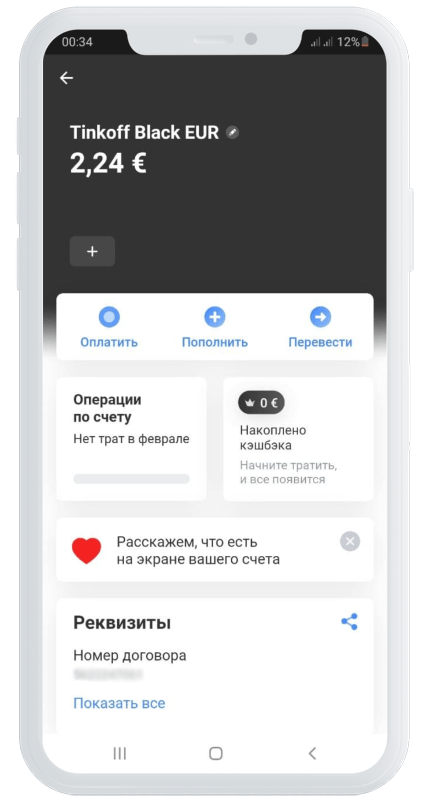 00:34
12%
Tinkoff Black EUR
2,24 €
+
Оплатить
Пополнить
Перевести
Операции
по счету
Нет трат в феврале
0 €
Накоплено
кэшбэка
Начните тратить,
и все появится
Расскажем, что есть
на экране вашего счета
Реквизиты
Номер договора
Показать все